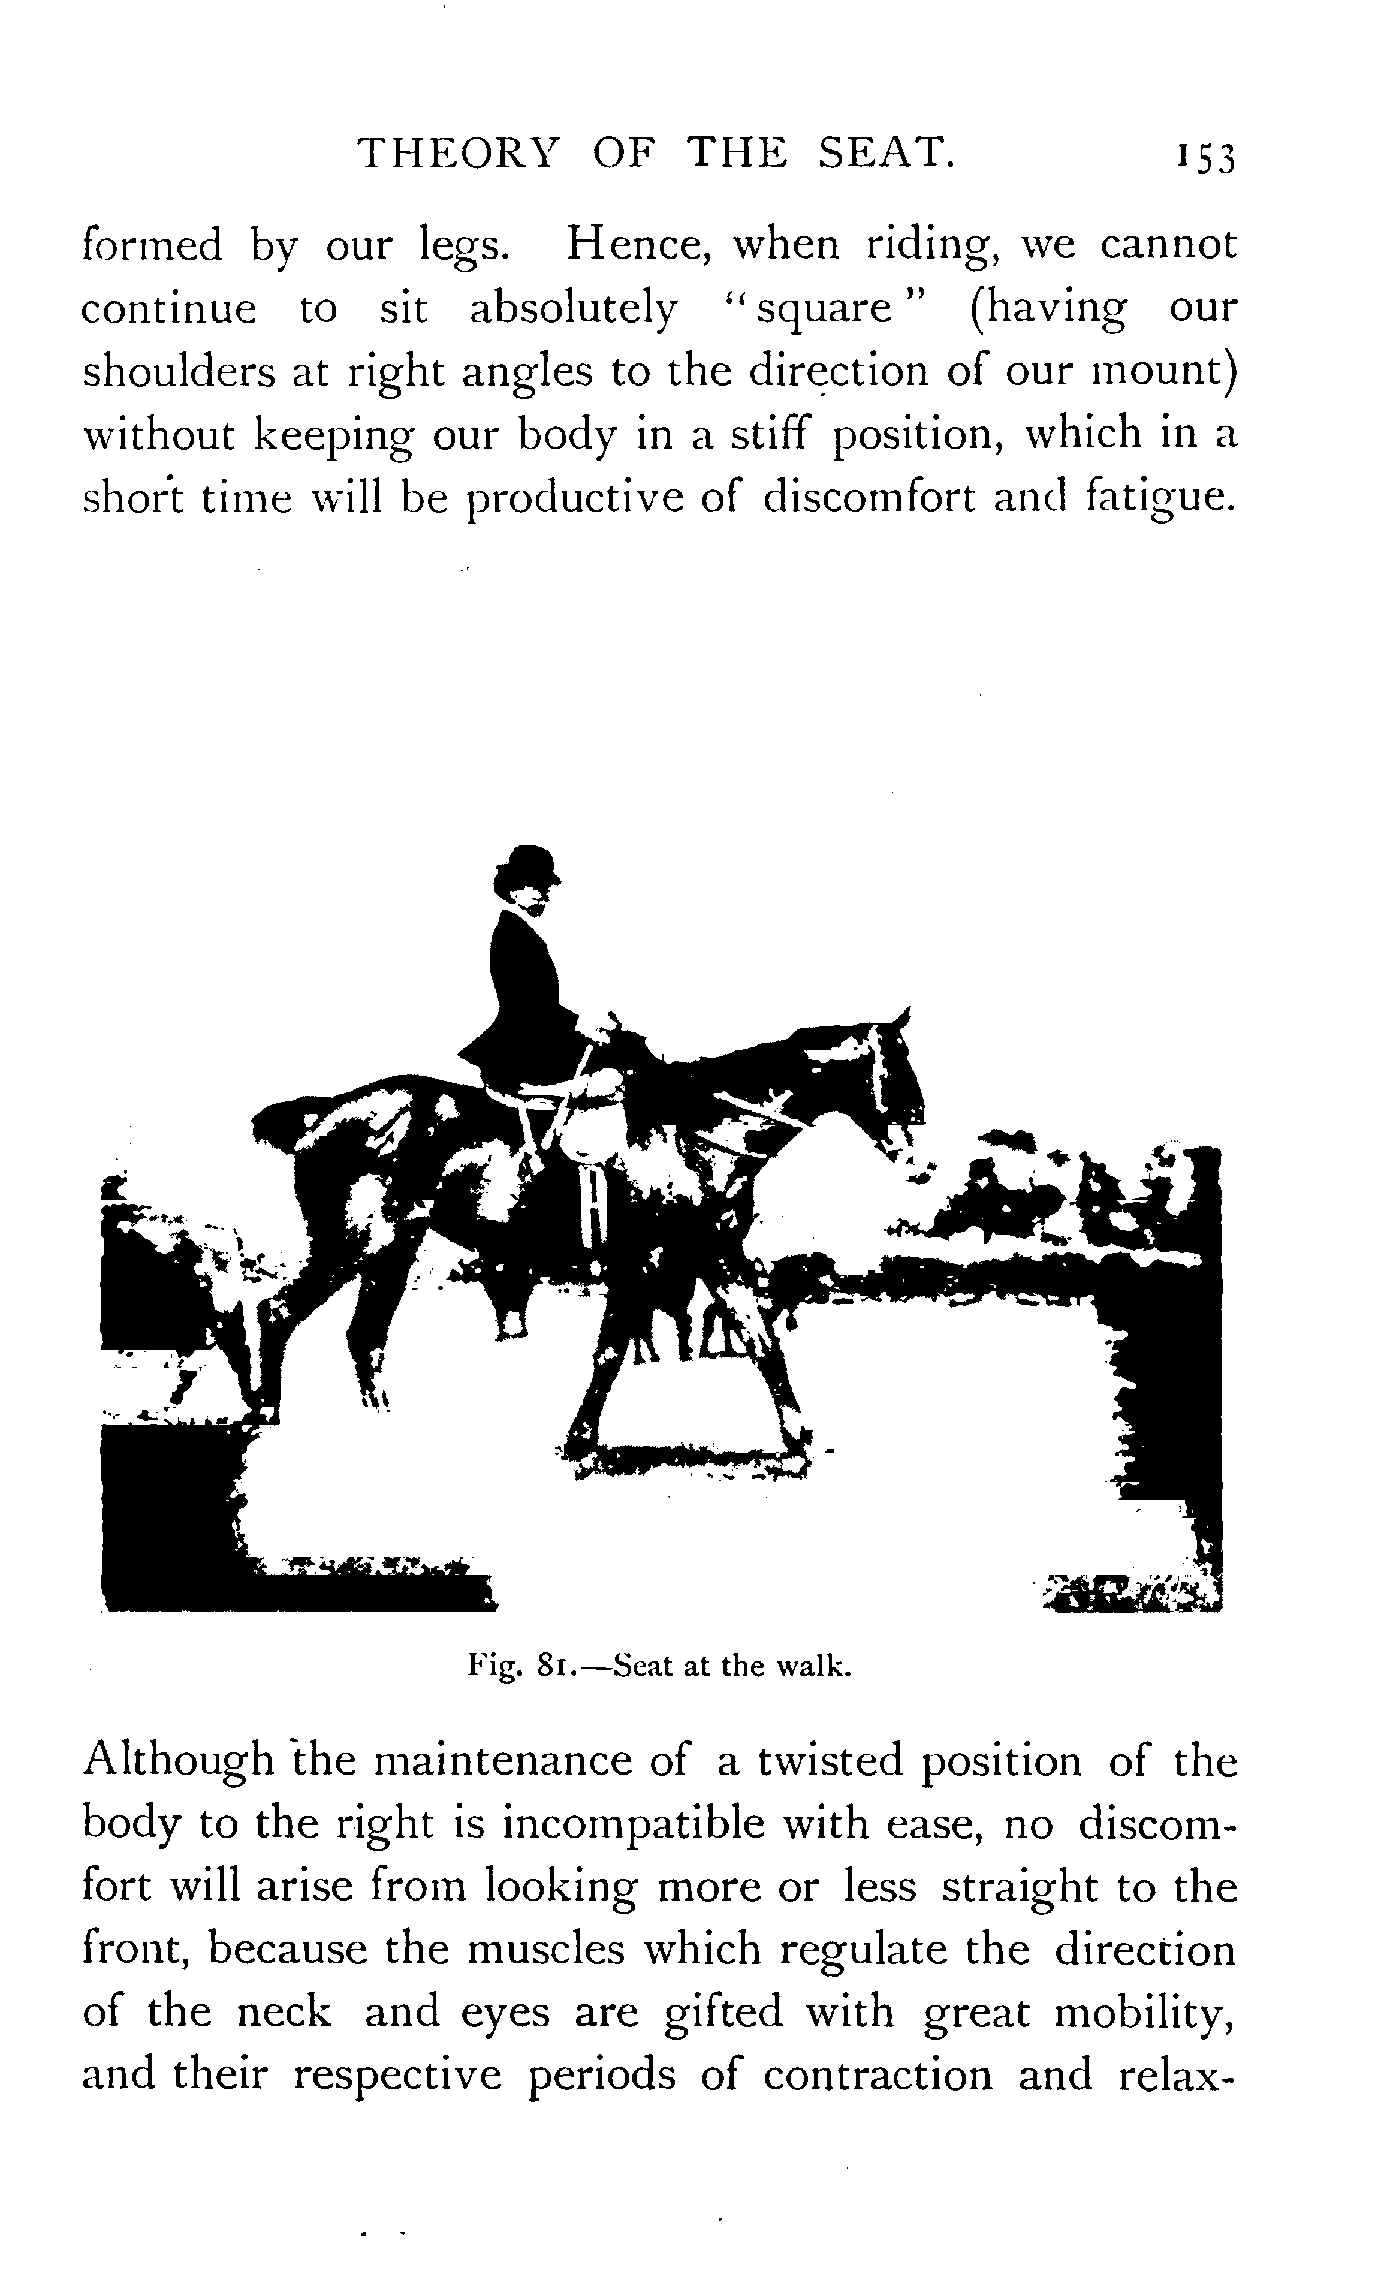 THEORY OF THE SEAT. 153
formed by our legs. Hence, when riding, we cannot
continue to sit absolutely "square" (having our
shoulders at right angles to the direction of our mount)
without keeping our body in a stiff position, which in a
short time will be productive of discomfort and fatigue.
Fig. 81.—Seat at the walk.
Although the maintenance of a twisted position of the
body to the right is incompatible with ease, no discom-
fort will arise from looking more or less straight to the
front, because the muscles which regulate the direction
of the neck and eyes are gifted with great mobility,
and their respective periods of contraction and relax-